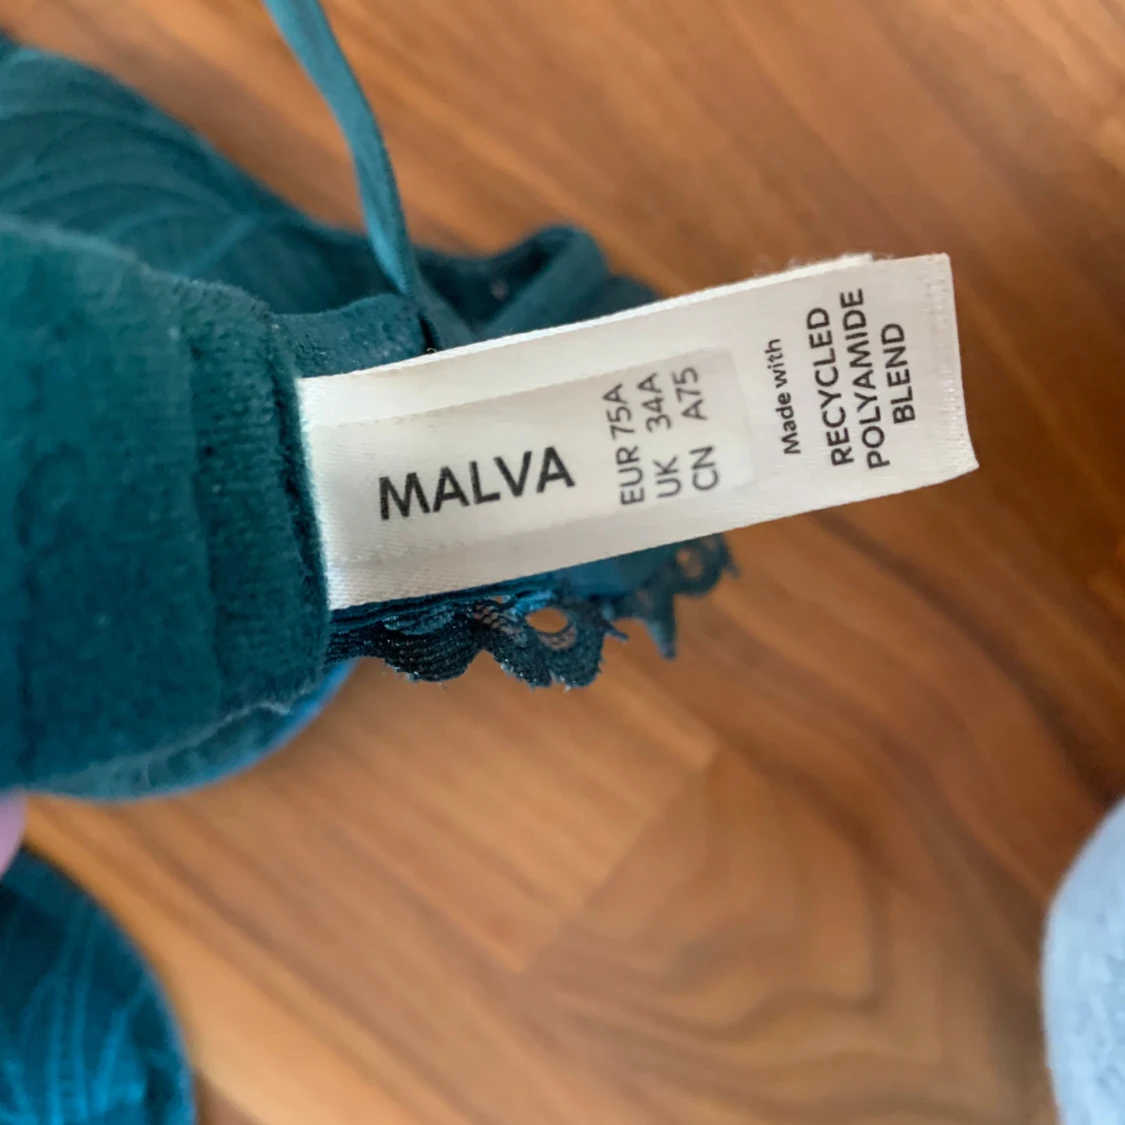 MALVA
EUR 75A
UK 34A
CN A75
Made with
RECYCLED
POLYAMIDE
BLEND